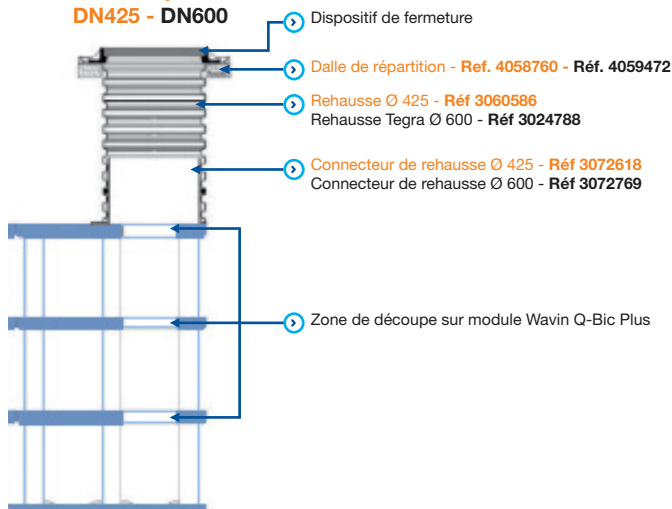 DN425 - DN600
Dispositif de fermeture
Dalle de répartition - Ref. 4058760 - Réf. 4059472
Rehausse Ø 425 - Réf 3060586
Rehausse Tegra Ø 600 - Réf 3024788
Connecteur de rehausse Ø 425 - Réf 3072618
Connecteur de rehausse Ø 600 - Réf 3072769
Zone de découpe sur module Wavin Q-Bic Plus